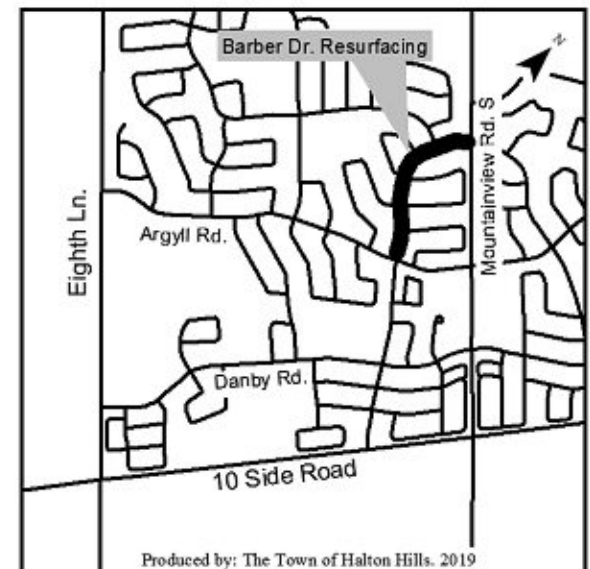 Barber Dr. Resurfacing
N
Mountainview Rd. S
Eighth Ln.
Argyll Rd.
Danby Rd.
10 Side Road
Produced by: The Town of Halton Hills. 2019